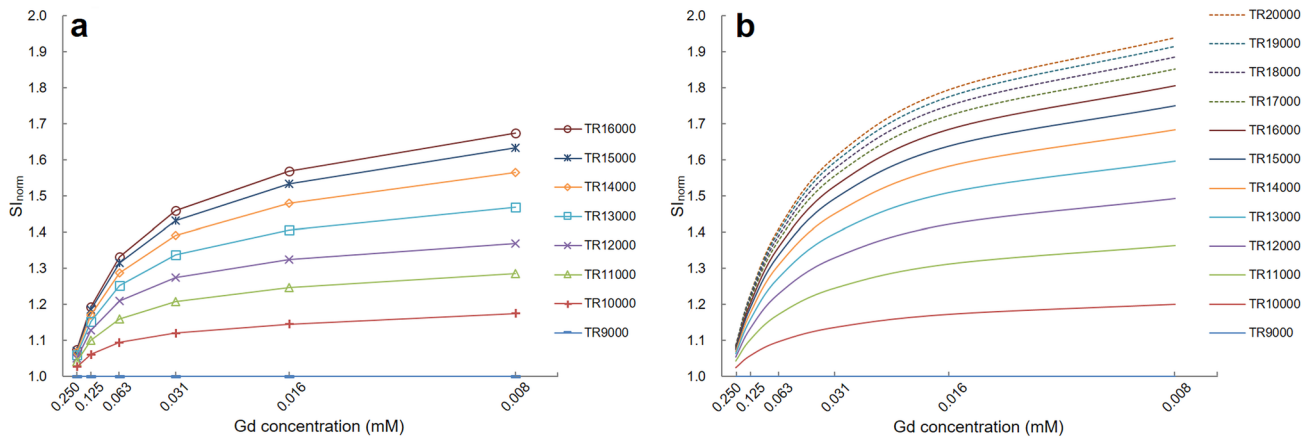 a
2.0
1.9
1.8
1.7
1.6
1.5
1.4
1.3
1.2
1.1
1.0
SInorm
0.250
0.125
0.063
0.031
0.016
0.008
Gd concentration (mM)
TR16000
TR15000
TR14000
TR13000
TR12000
TR11000
TR10000
TR9000
b
2.0
1.9
1.8
1.7
1.6
1.5
1.4
1.3
1.2
1.1
1.0
SInorm
0.250
0.125
0.063
0.031
0.016
0.008
Gd concentration (mM)
TR20000
TR19000
TR18000
TR17000
TR16000
TR15000
TR14000
TR13000
TR12000
TR11000
TR10000
TR9000